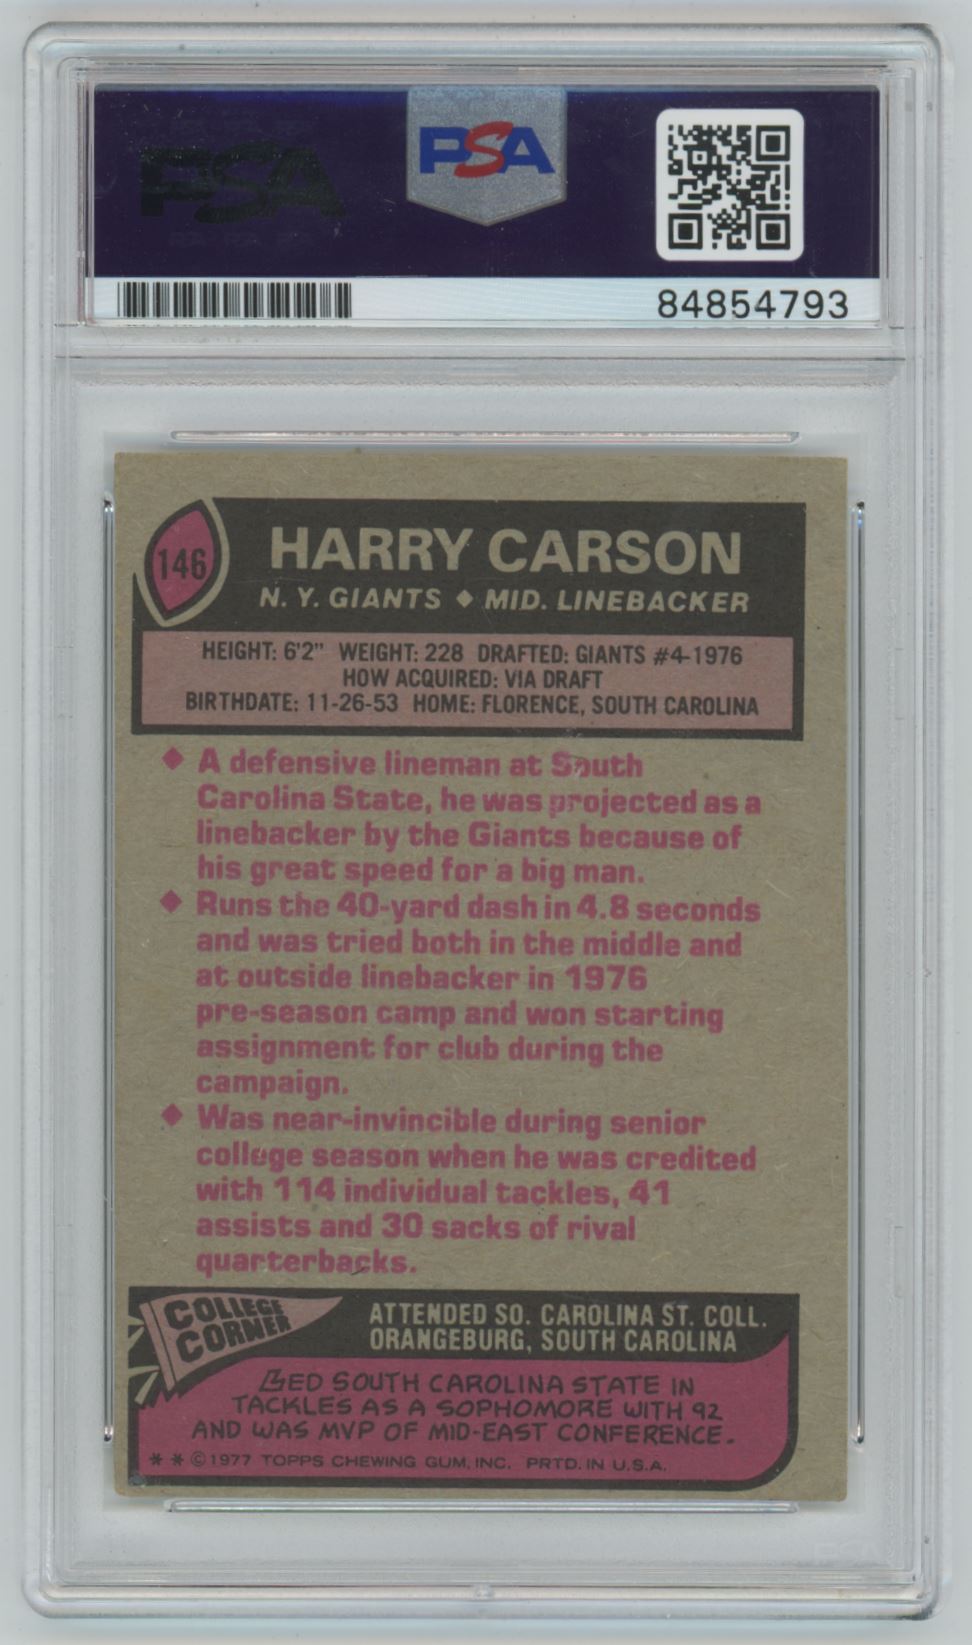 PSA
PSA
84854793
146
HARRY CARSON
N.Y. GIANTS ◆ MID. LINEBACKER
HEIGHT: 6'2" WEIGHT: 228 DRAFTED: GIANTS #4-1976
HOW ACQUIRED: VIA DRAFT
BIRTHDATE: 11-26-53 HOME: FLORENCE, SOUTH CAROLINA
◆ A defensive lineman at South
Carolina State, he was projected as a
linebacker by the Giants because of
his great speed for a big man.
◆ Runs the 40-yard dash in 4.8 seconds
and was tried both in the middle and
at outside linebacker in 1976
pre-season camp and won starting
assignment for club during the
campaign.
◆ Was near-invincible during senior
college season when he was credited
with 114 individual tackles, 41
assists and 30 sacks of rival
quarterbacks.
COLLEGE
CORNER
ATTENDED SO. CAROLINA ST. COLL.
ORANGEBURG, SOUTH CAROLINA
LED SOUTH CAROLINA STATE IN
TACKLES AS A SOPHOMORE WITH 92
AND WAS MVP OF MID-EAST CONFERENCE.
* * © 1977 TOPPS CHEWING GUM, INC. PRTD. IN U.S.A.